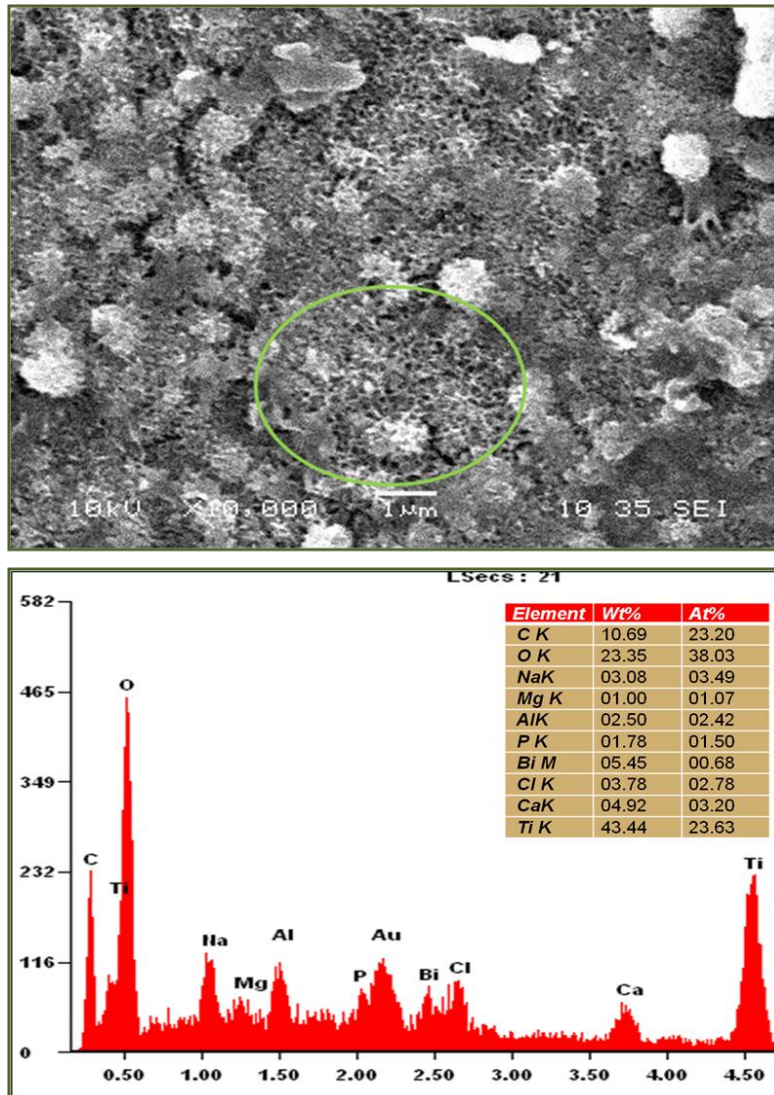 10kV X10,000 1µm 10 35 SEI
LSecs : 21
582
465
349
232
116
0
C
Ti
O
Na
Mg
Al
P
Au
Bi
Cl
Ca
Ti
0.50 1.00 1.50 2.00 2.50 3.00 3.50 4.00 4.50
Element Wt% At%
C K 10.69 23.20
O K 23.35 38.03
NaK 03.08 03.49
Mg K 01.00 01.07
AlK 02.50 02.42
P K 01.78 01.50
Bi M 05.45 00.68
Cl K 03.78 02.78
CaK 04.92 03.20
Ti K 43.44 23.63